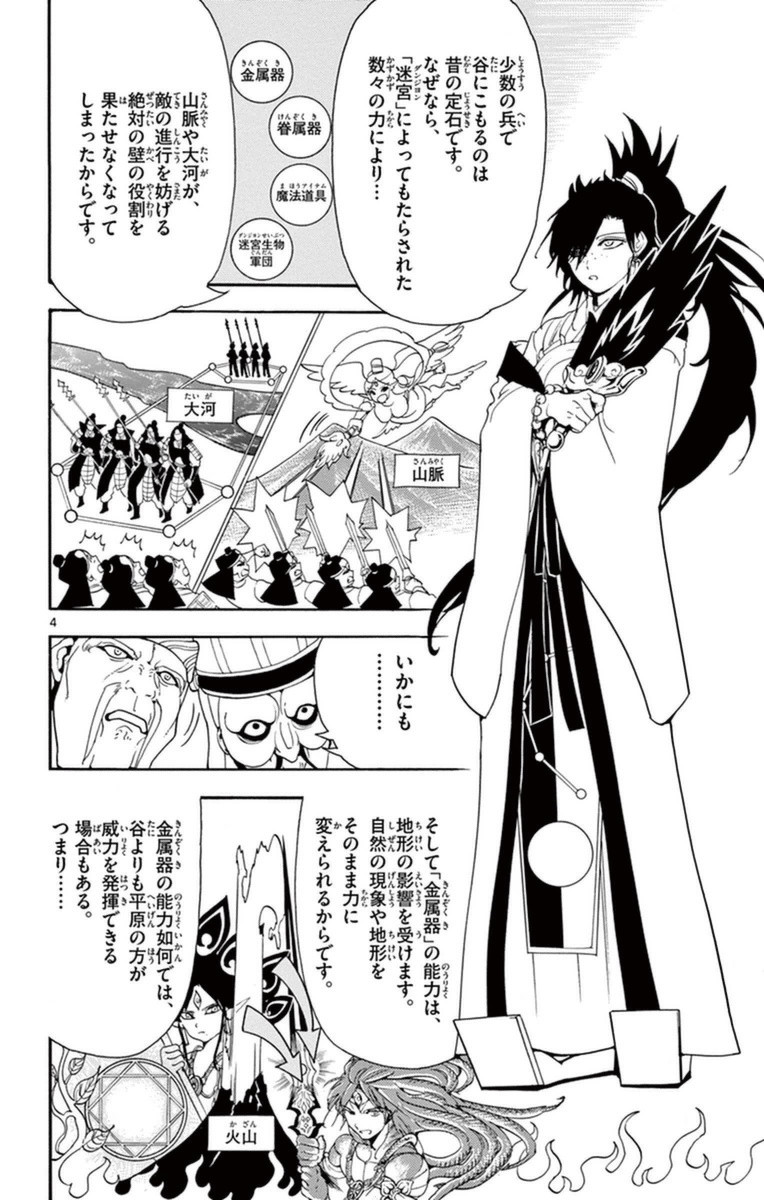 少数の兵で
谷にこもるのは
昔の定石です。
なぜなら、
「迷宮」によってもたらされた
数々の力により…
金属器
眷属器
魔法道具
迷宮生物
軍団
山脈や大河が、
敵の進行を妨げる
絶対の壁の役割を
果たせなくなって
しまったからです。
山脈
大河
4
いかにも
…………
そして「金属器」の能力は、
地形の影響を受けます。
自然の現象や地形を
そのまま力に
変えられるからです。
金属器の能力如何では、
谷よりも平原の方が
威力を発揮できる
場合もある。
つまり……
火山